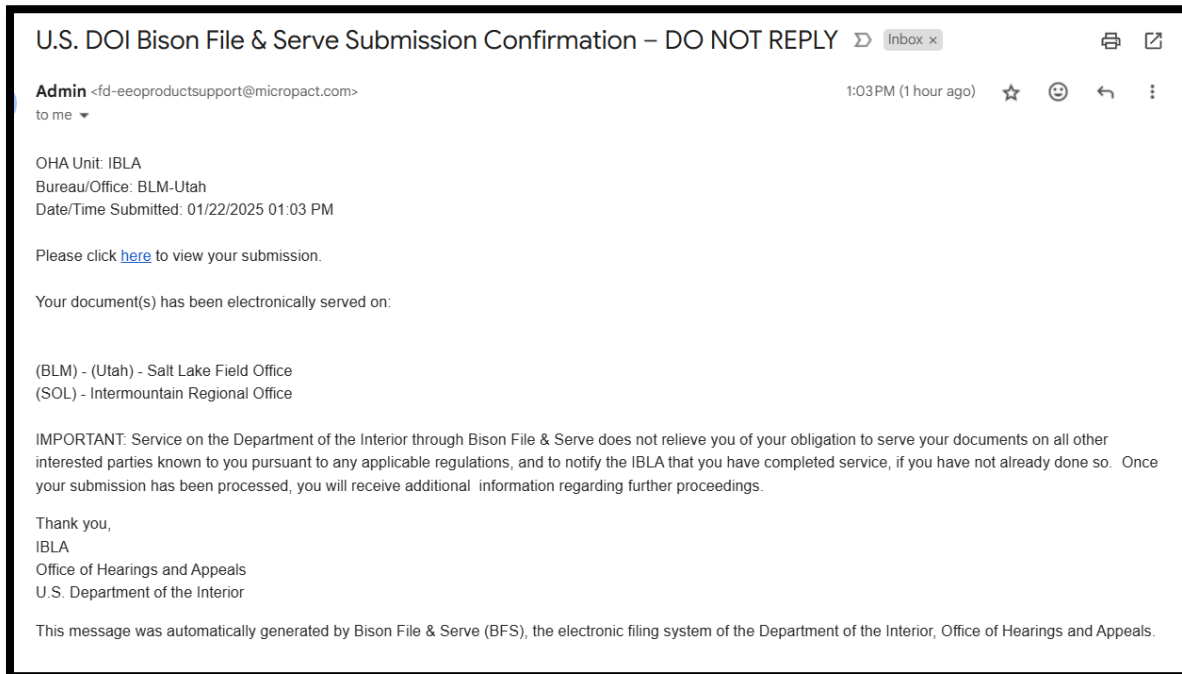 U.S. DOI Bison File & Serve Submission Confirmation – DO NOT REPLY Inbox ×
Admin <fd-eeoproductsupport@micropact.com> 1:03 PM (1 hour ago)
to me
OHA Unit: IBLA
Bureau/Office: BLM-Utah
Date/Time Submitted: 01/22/2025 01:03 PM
Please click here to view your submission.
Your document(s) has been electronically served on:
(BLM) - (Utah) - Salt Lake Field Office
(SOL) - Intermountain Regional Office
IMPORTANT: Service on the Department of the Interior through Bison File & Serve does not relieve you of your obligation to serve your documents on all other
interested parties known to you pursuant to any applicable regulations, and to notify the IBLA that you have completed service, if you have not already done so.  Once
your submission has been processed, you will receive additional  information regarding further proceedings.
Thank you,
IBLA
Office of Hearings and Appeals
U.S. Department of the Interior
This message was automatically generated by Bison File & Serve (BFS), the electronic filing system of the Department of the Interior, Office of Hearings and Appeals.